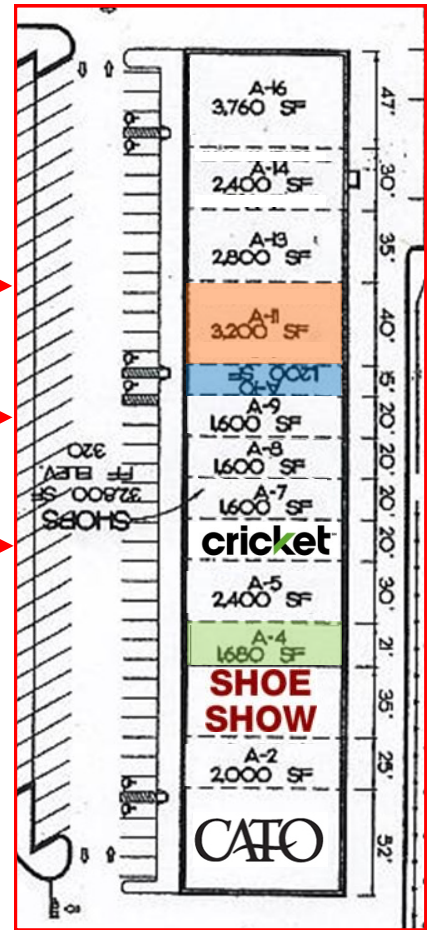 A-16
3,760 SF
47'
A-14
2,400 SF
30'
A-13
2,800 SF
35'
A-11
3,200 SF
40'
A-10
1,200 SF
15'
A-9
1,600 SF
20'
A-8
1,600 SF
20'
A-7
1,600 SF
20'
SHOPS
32,800 SF
FF ELEV.
320
cricket
20'
A-5
2,400 SF
30'
A-4
1,680 SF
21'
SHOE
SHOW
35'
A-2
2,000 SF
25'
CATO
52'